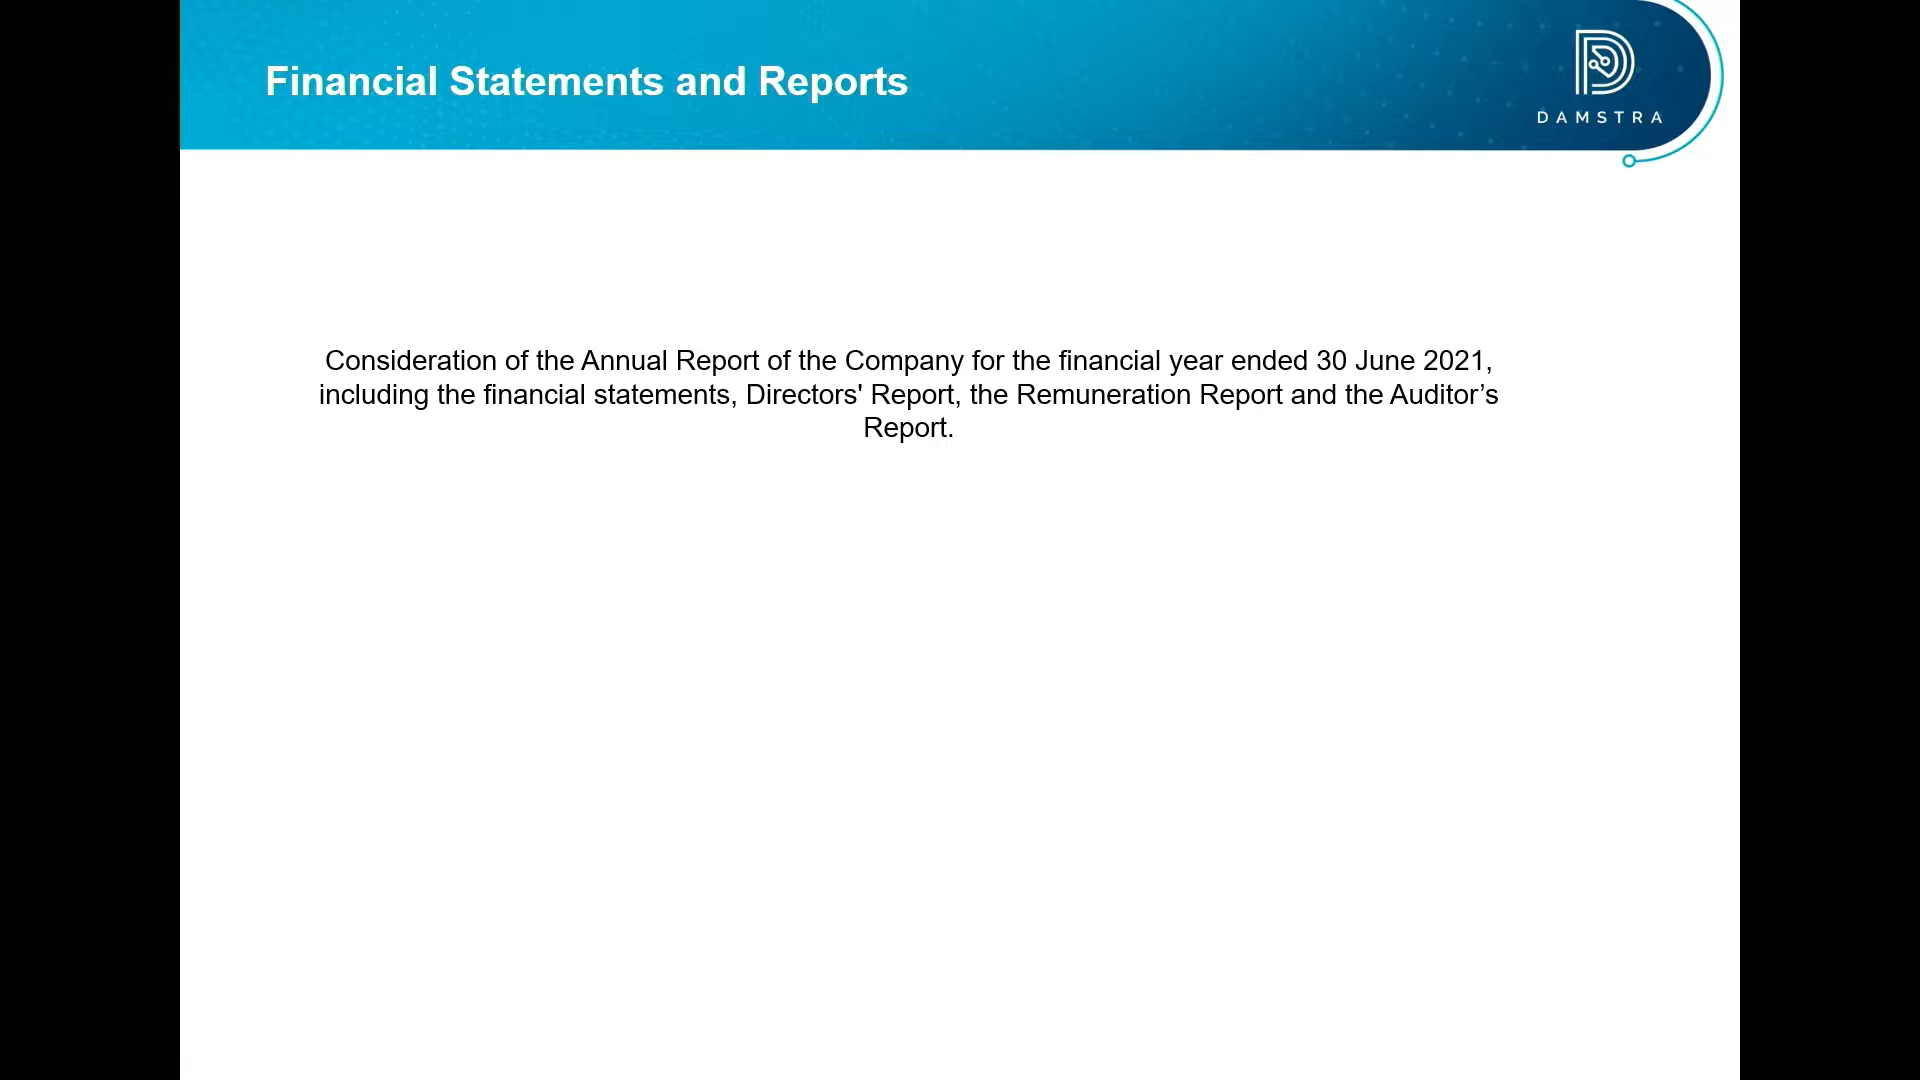 Financial Statements and Reports
DAMSTRA
Consideration of the Annual Report of the Company for the financial year ended 30 June 2021,
including the financial statements, Directors' Report, the Remuneration Report and the Auditor’s
Report.